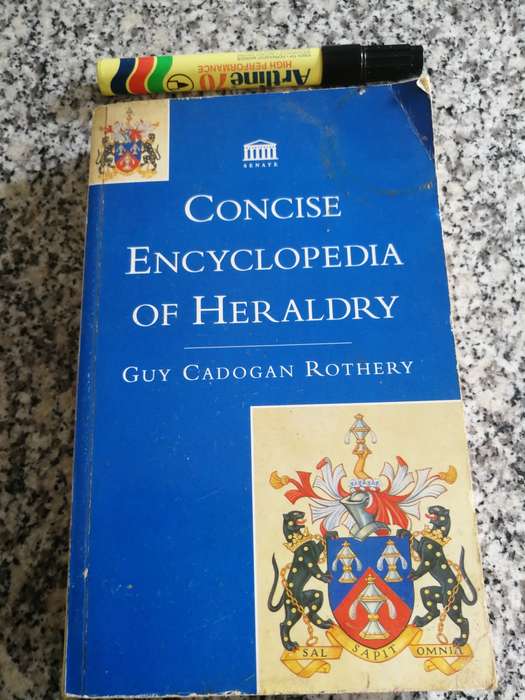 Artline 70
HIGH PERFORMANCE
SENATE
CONCISE
ENCYCLOPEDIA
OF HERALDRY
GUY CADOGAN ROTHERY
SAL SAPIT OMNIA